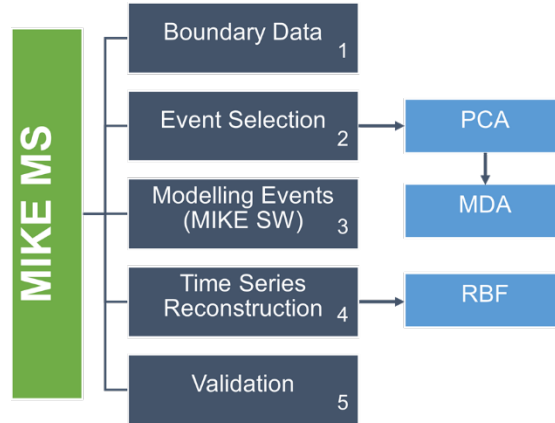 MIKE MS
Boundary Data
1
Event Selection
2
PCA
MDA
Modelling Events
(MIKE SW)
3
Time Series
Reconstruction
4
RBF
Validation
5